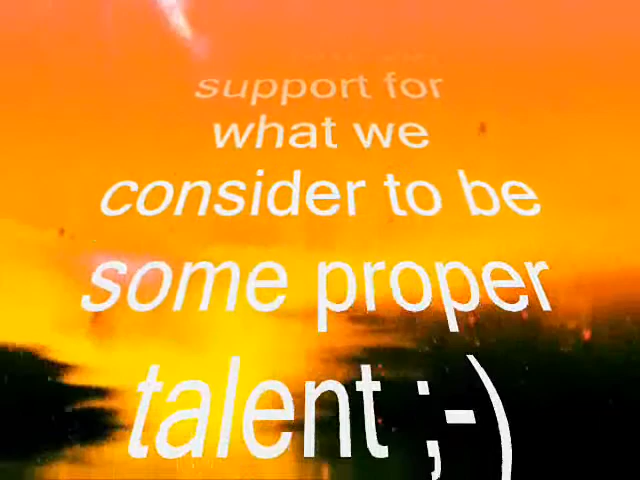 support for
what we
consider to be
some proper
talent ;-)